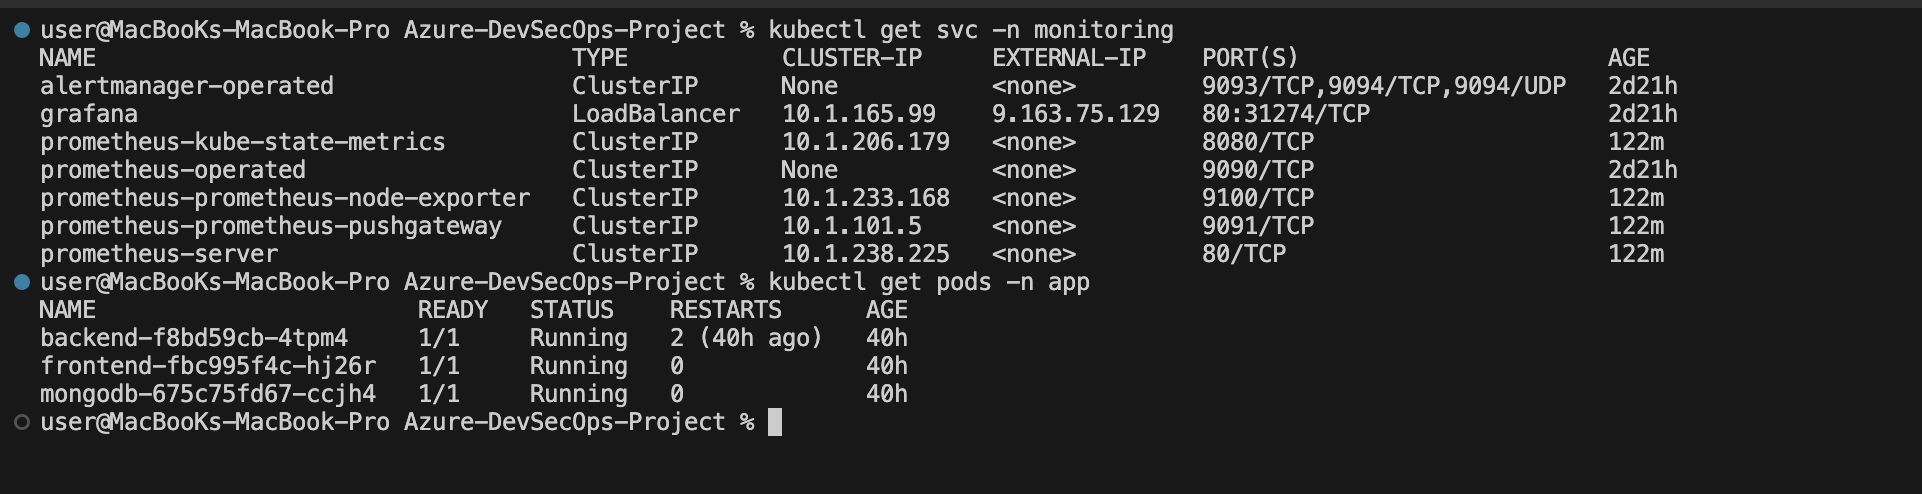 user@MacBooKs-MacBook-Pro Azure-DevSecOps-Project % kubectl get svc -n monitoring
NAME TYPE CLUSTER-IP EXTERNAL-IP PORT(S) AGE
alertmanager-operated ClusterIP None <none> 9093/TCP,9094/TCP,9094/UDP 2d21h
grafana LoadBalancer 10.1.165.99 9.163.75.129 80:31274/TCP 2d21h
prometheus-kube-state-metrics ClusterIP 10.1.206.179 <none> 8080/TCP 122m
prometheus-operated ClusterIP None <none> 9090/TCP 2d21h
prometheus-prometheus-node-exporter ClusterIP 10.1.233.168 <none> 9100/TCP 122m
prometheus-prometheus-pushgateway ClusterIP 10.1.101.5 <none> 9091/TCP 122m
prometheus-server ClusterIP 10.1.238.225 <none> 80/TCP 122m
user@MacBooKs-MacBook-Pro Azure-DevSecOps-Project % kubectl get pods -n app
NAME READY STATUS RESTARTS AGE
backend-f8bd59cb-4tpm4 1/1 Running 2 (40h ago) 40h
frontend-fbc995f4c-hj26r 1/1 Running 0 40h
mongodb-675c75fd67-ccjh4 1/1 Running 0 40h
user@MacBooKs-MacBook-Pro Azure-DevSecOps-Project %